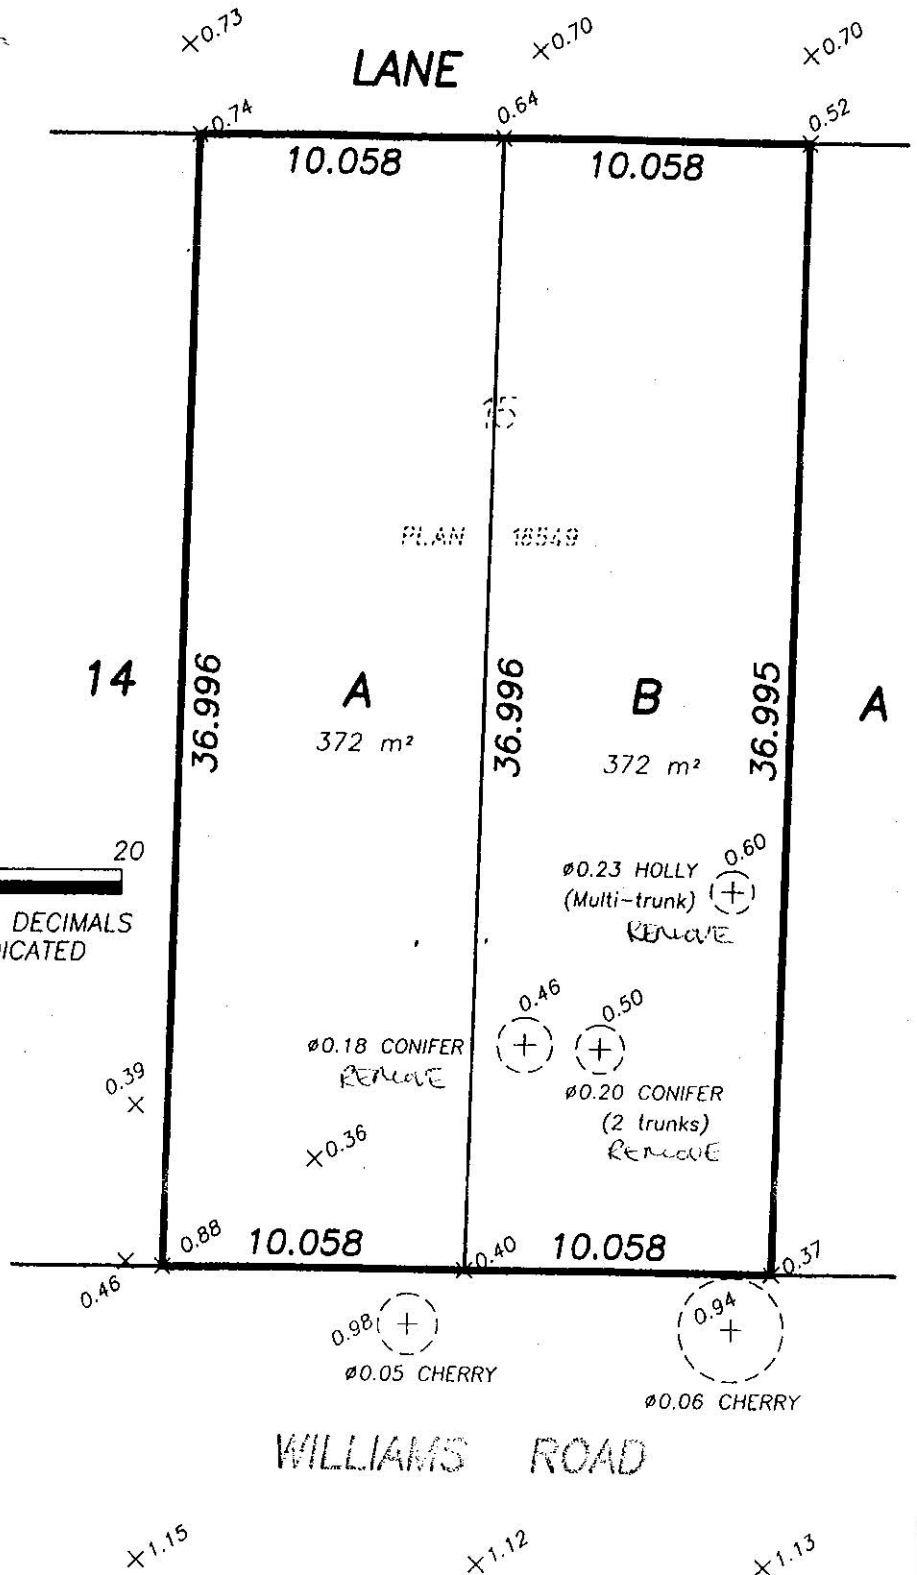 0.73
0.70
0.70
LANE
0.74
0.64
0.52
10.058
10.058
15
PLAN 18549
14
36.996
A
372 m²
36.996
B
372 m²
36.995
A
20
DECIMALS
ICATED
ø0.23 HOLLY
(Multi-trunk)
REMOVE
0.60
0.46
0.50
ø0.18 CONIFER
REMOVE
ø0.20 CONIFER
(2 trunks)
REMOVE
0.39
0.36
0.88
10.058
0.40
10.058
0.37
0.46
0.98
ø0.05 CHERRY
0.94
ø0.06 CHERRY
WILLIAMS ROAD
1.15
1.12
1.13